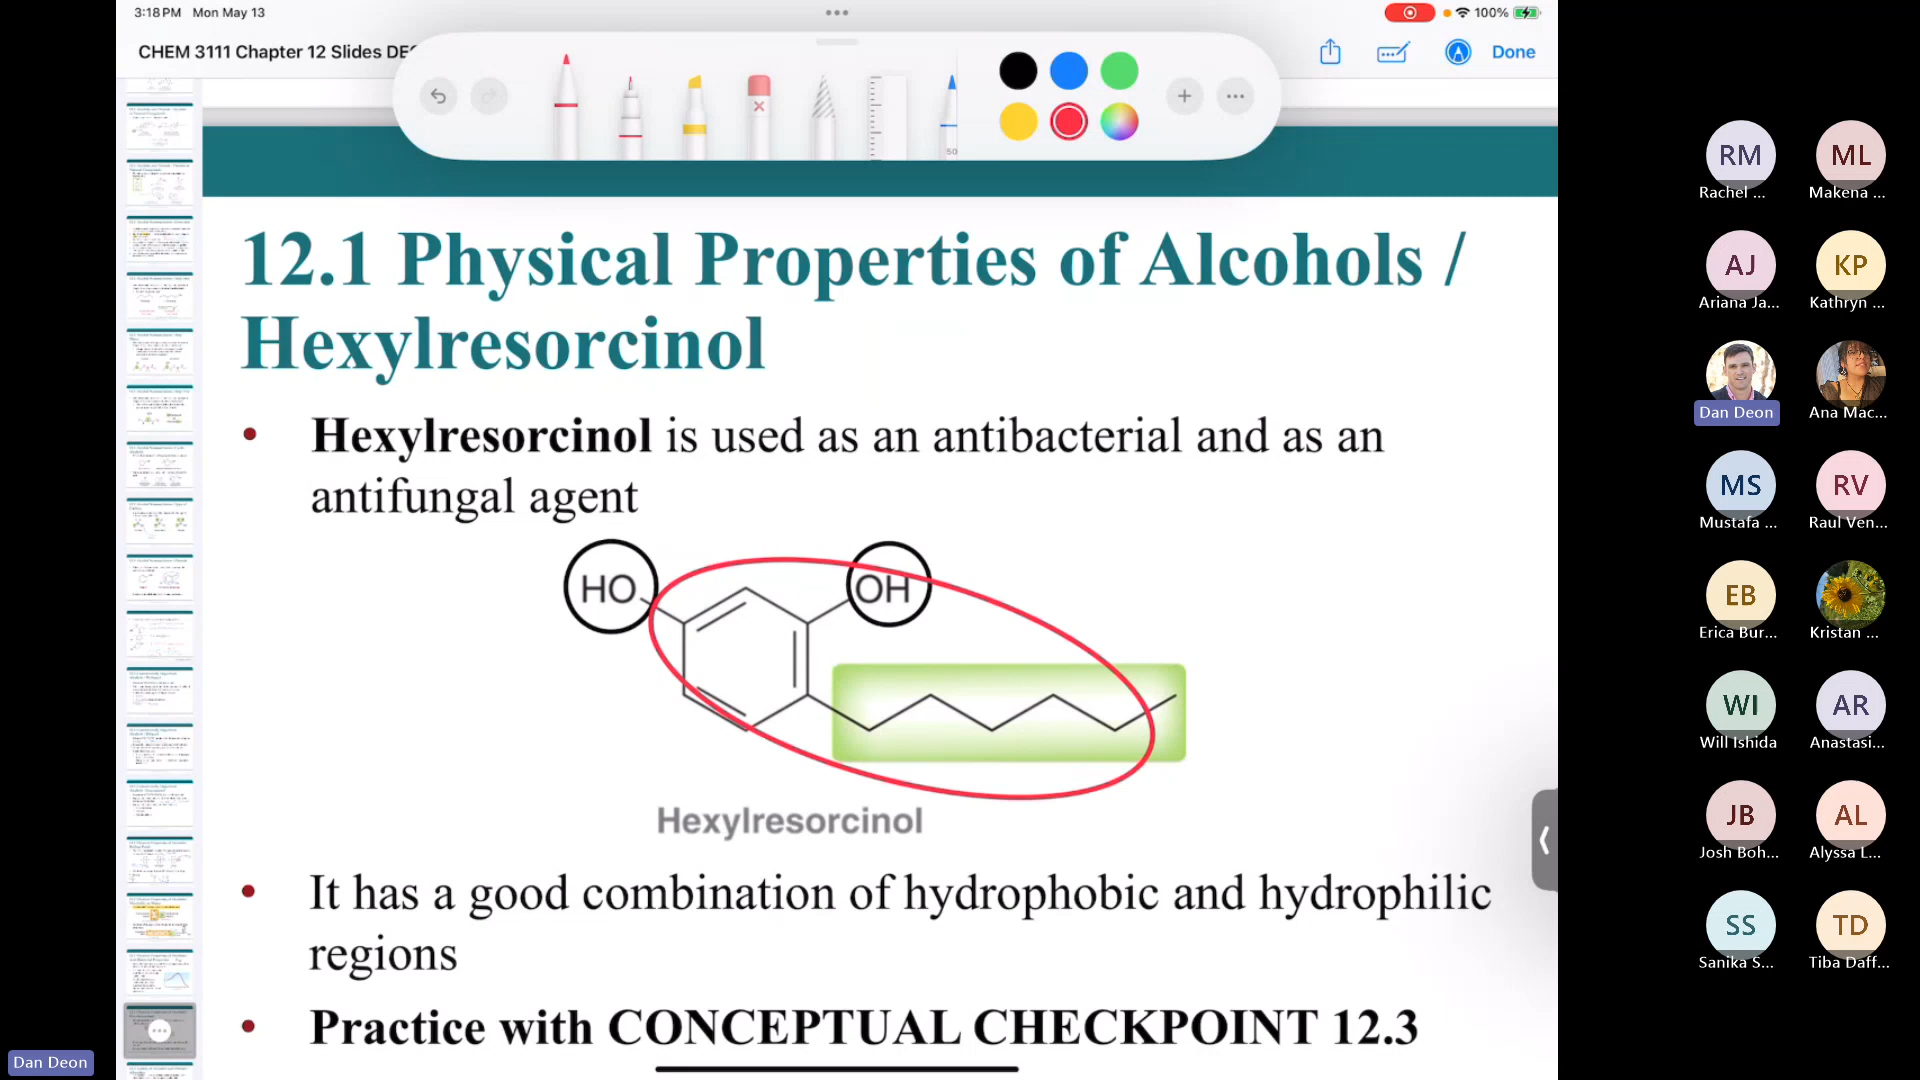 3:18 PM Mon May 13
100%
CHEM 3111 Chapter 12 Slides DE
Done
50
12.1 Physical Properties of Alcohols /
Hexylresorcinol
• Hexylresorcinol is used as an antibacterial and as an
antifungal agent
HO OH
Hexylresorcinol
• It has a good combination of hydrophobic and hydrophilic
regions
• Practice with CONCEPTUAL CHECKPOINT 12.3
RM ML
Rachel ... Makena ...
AJ KP
Ariana Ja... Kathryn ...
Dan Deon Ana Mac...
MS RV
Mustafa ... Raul Ven...
EB
Erica Bur... Kristan ...
WI AR
Will Ishida Anastasi...
JB AL
Josh Boh... Alyssa L...
SS TD
Sanika S... Tiba Daff...
Dan Deon